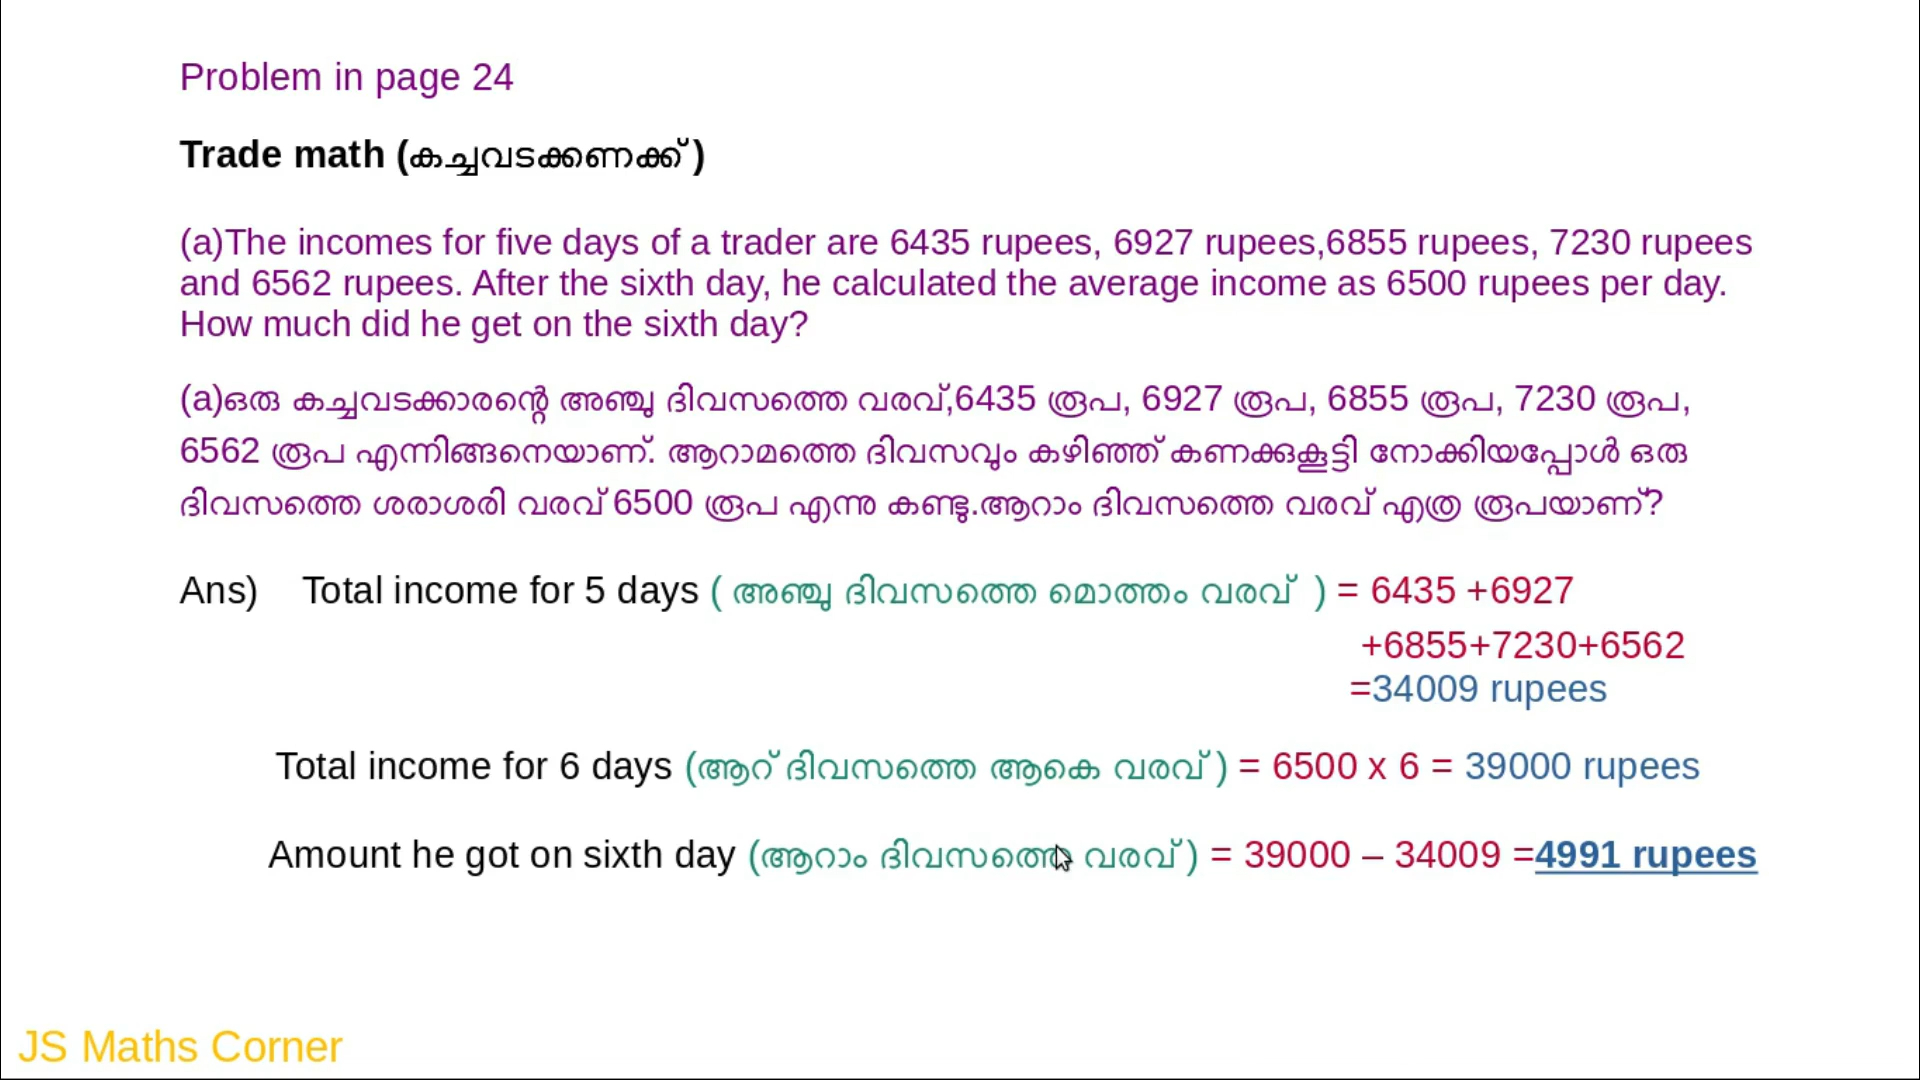 Problem in page 24
Trade math (കച്ചവടക്കണക്ക് )
(a)The incomes for five days of a trader are 6435 rupees, 6927 rupees,6855 rupees, 7230 rupees
and 6562 rupees. After the sixth day, he calculated the average income as 6500 rupees per day.
How much did he get on the sixth day?
(a)ഒരു കച്ചവടക്കാരന്റെ അഞ്ചു ദിവസത്തെ വരവ്,6435 രൂപ, 6927 രൂപ, 6855 രൂപ, 7230 രൂപ,
6562 രൂപ എന്നിങ്ങനെയാണ്. ആറാമത്തെ ദിവസവും കഴിഞ്ഞ് കണക്കുകൂട്ടി നോക്കിയപ്പോൾ ഒരു
ദിവസത്തെ ശരാശരി വരവ് 6500 രൂപ എന്നു കണ്ടു.ആറാം ദിവസത്തെ വരവ് എത്ര രൂപയാണ്?
Ans) Total income for 5 days ( അഞ്ചു ദിവസത്തെ മൊത്തം വരവ് ) = 6435 +6927
+6855+7230+6562
=34009 rupees
Total income for 6 days (ആറ് ദിവസത്തെ ആകെ വരവ് ) = 6500 x 6 = 39000 rupees
Amount he got on sixth day (ആറാം ദിവസത്തെ വരവ് ) = 39000 – 34009 =4991 rupees
JS Maths Corner